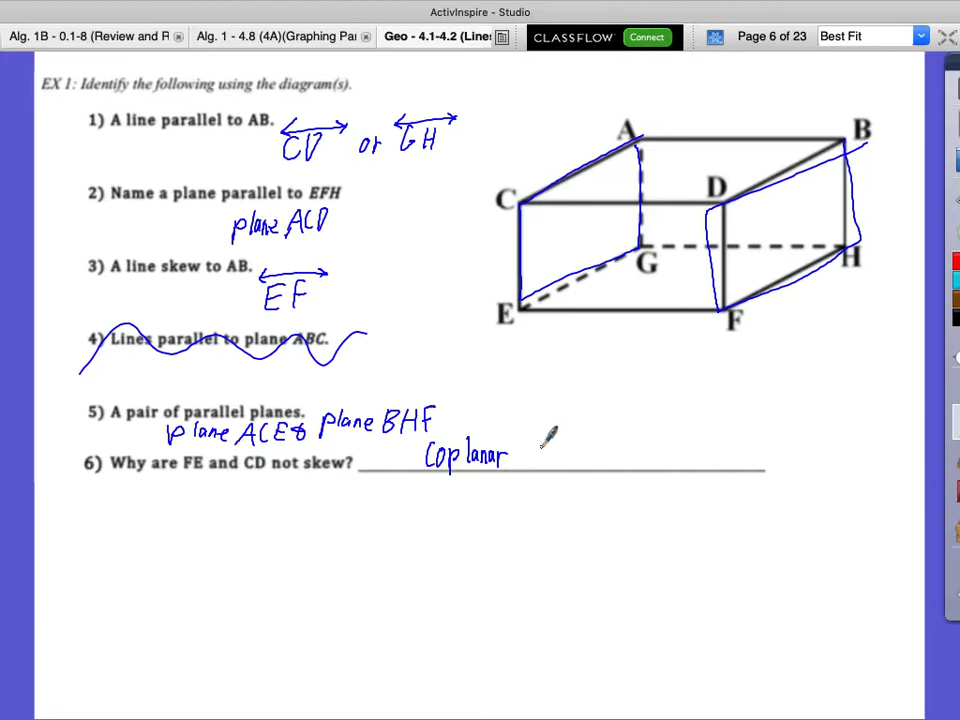 ActivInspire - Studio
Alg. 1B - 0.1-8 (Review and R
Alg. 1 - 4.8 (4A)(Graphing Pa
Geo - 4.1-4.2 (Lines
CLASSFLOW Connect
Page 6 of 23
Best Fit
EX 1: Identify the following using the diagram(s).
1) A line parallel to AB.
CD or GH
2) Name a plane parallel to EFH
plane ACD
3) A line skew to AB.
EF
4) Lines parallel to plane ABC.
5) A pair of parallel planes.
plane ACE & plane BHF
6) Why are FE and CD not skew?
Coplanar
A
B
C
D
G
H
E
F